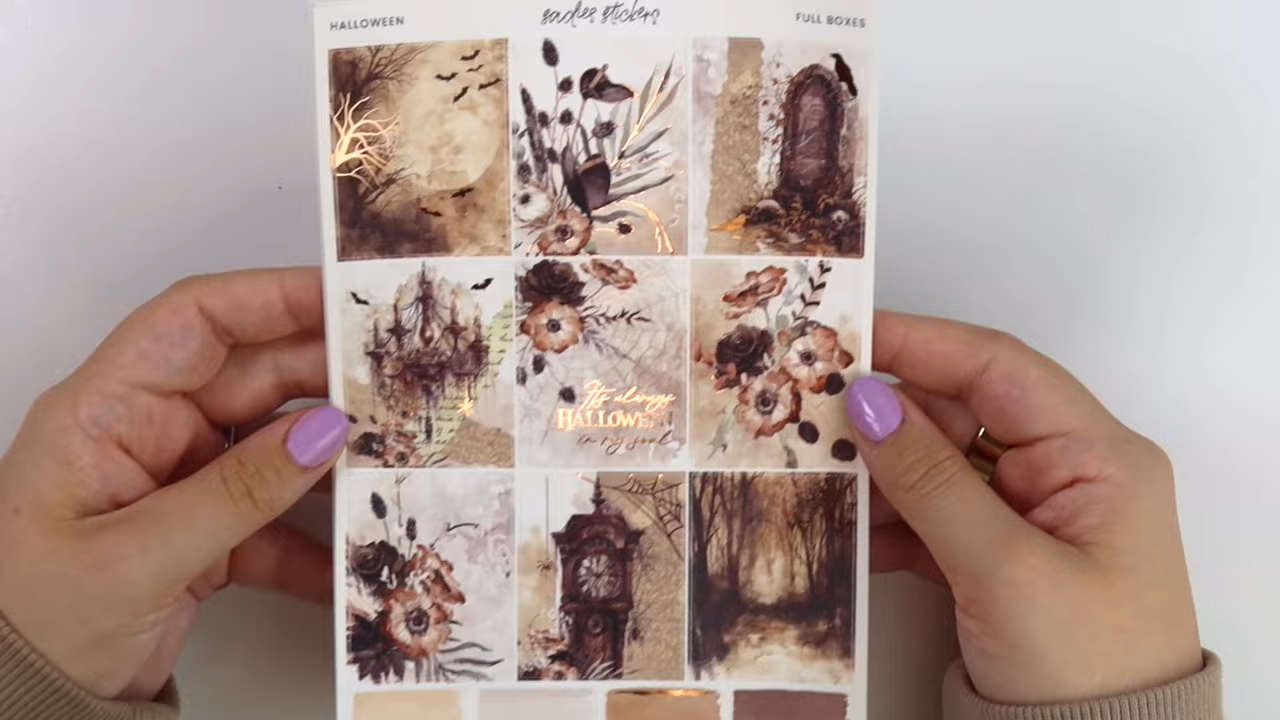 HALLOWEEN
sadies stickers
FULL BOXES
It's always
HALLOWEEN
in my soul